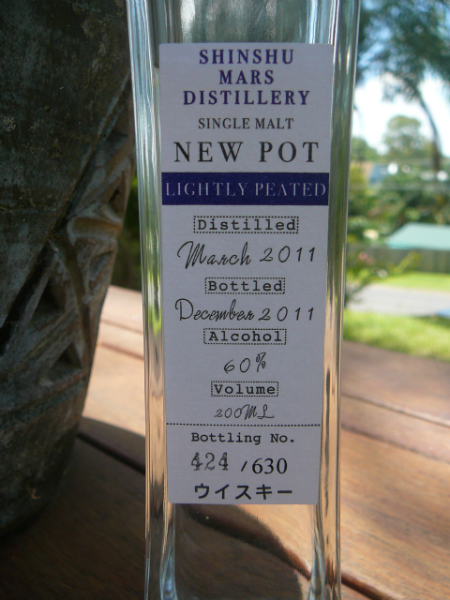 SHINSHU
MARS
DISTILLERY
SINGLE MALT
NEW POT
LIGHTLY PEATED
Distilled
March 2011
Bottled
December 2011
Alcohol
60%
Volume
200ML
Bottling No.
424 / 630
ウイスキー